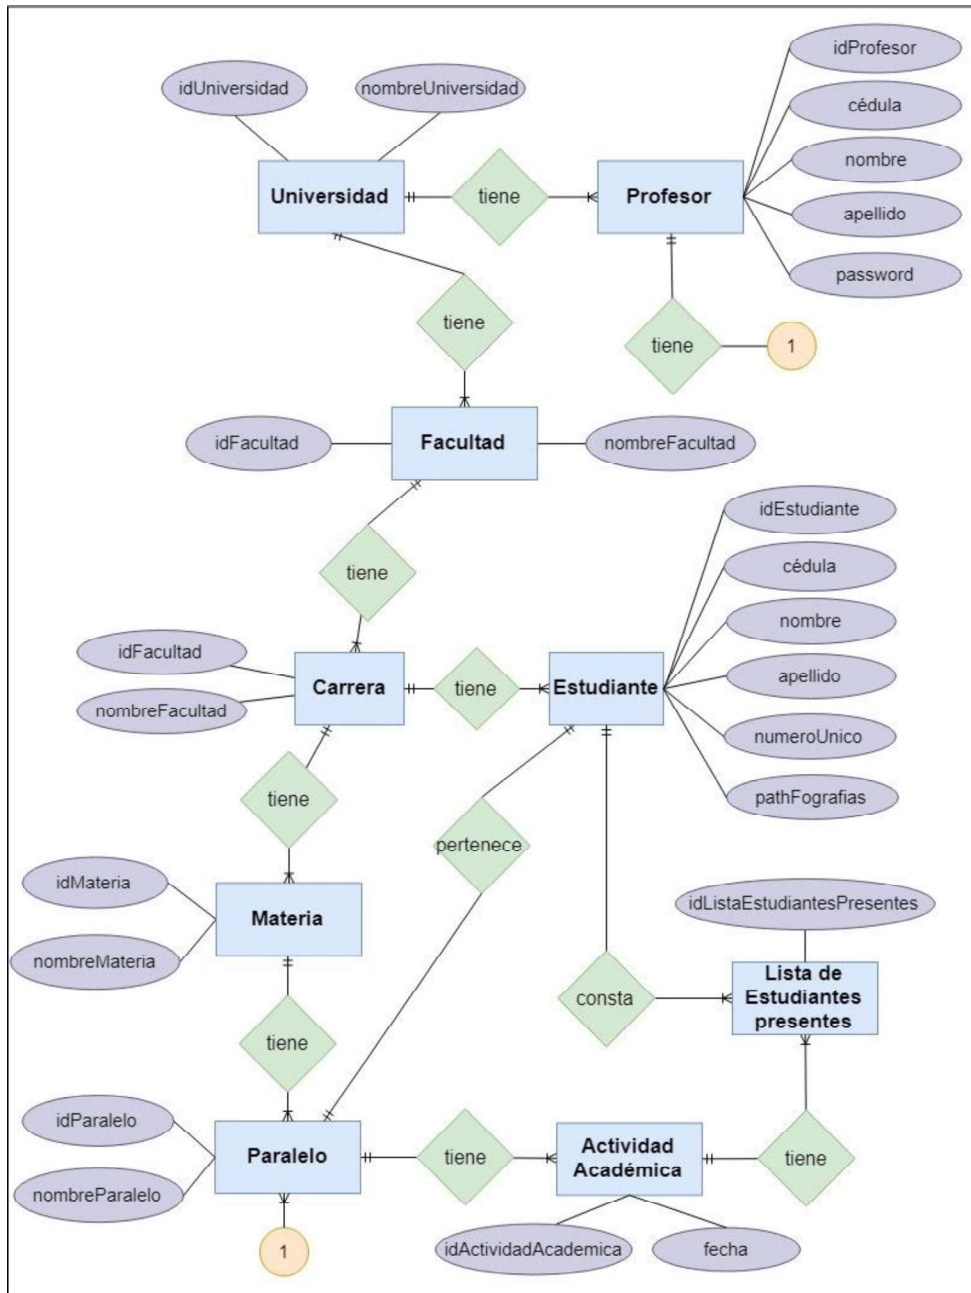 idProfesor
idUniversidad
nombreUniversidad
cédula
nombre
Universidad
tiene
Profesor
apellido
password
tiene
tiene
1
idFacultad
Facultad
nombreFacultad
idEstudiante
tiene
cédula
nombre
idFacultad
Carrera
tiene
Estudiante
apellido
nombreFacultad
numeroUnico
tiene
pathFografias
pertenece
idMateria
Materia
idListaEstudiantesPresentes
nombreMateria
Lista de
Estudiantes
presentes
consta
tiene
idParalelo
Paralelo
tiene
Actividad
Académica
tiene
nombreParalelo
1
idActividadAcademica
fecha